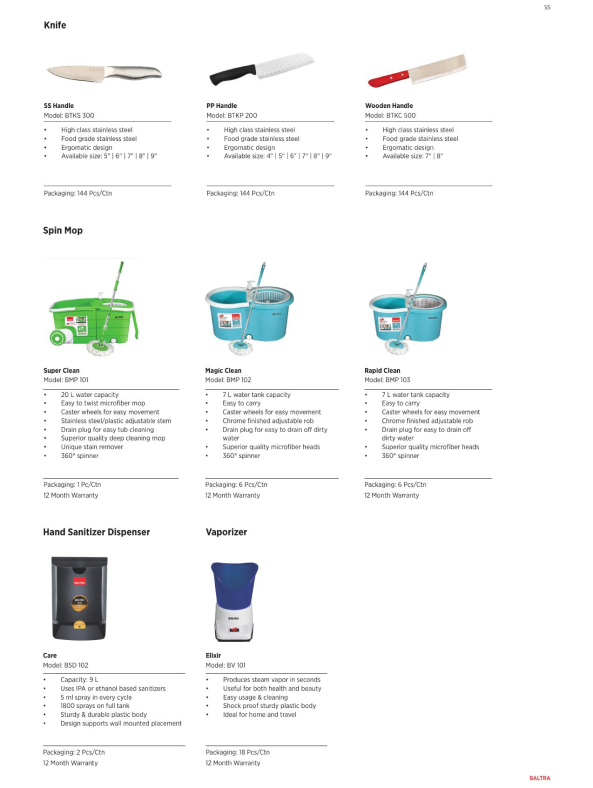 55
Knife
SS Handle
Model: BTKS 300
• High class stainless steel
• Food grade stainless steel
• Ergomatic design
• Available size: 5" | 6" | 7" | 8" | 9"
Packaging: 144 Pcs/Ctn
PP Handle
Model: BTKP 200
• High class stainless steel
• Food grade stainless steel
• Ergomatic design
• Available size: 4" | 5" | 6" | 7" | 8" | 9"
Packaging: 144 Pcs/Ctn
Wooden Handle
Model: BTKC 500
• High class stainless steel
• Food grade stainless steel
• Ergomatic design
• Available size: 7" | 8"
Packaging: 144 Pcs/Ctn
Spin Mop
Super Clean
Model: BMP 101
• 20 L water capacity
• Easy to twist microfiber mop
• Caster wheels for easy movement
• Stainless steel/plastic adjustable stem
• Drain plug for easy tub cleaning
• Superior quality deep cleaning mop
• Unique stain remover
• 360° spinner
Packaging: 1 Pc/Ctn
12 Month Warranty
Magic Clean
Model: BMP 102
• 7 L water tank capacity
• Easy to carry
• Caster wheels for easy movement
• Chrome finished adjustable rob
• Drain plug for easy to drain off dirty
water
• Superior quality microfiber heads
• 360° spinner
Packaging: 6 Pcs/Ctn
12 Month Warranty
Rapid Clean
Model: BMP 103
• 7 L water tank capacity
• Easy to carry
• Caster wheels for easy movement
• Chrome finished adjustable rob
• Drain plug for easy to drain off
dirty water
• Superior quality microfiber heads
• 360° spinner
Packaging: 6 Pcs/Ctn
12 Month Warranty
Hand Sanitizer Dispenser
BALTRA
Care
Model: BSD 102
• Capacity: 9 L
• Uses IPA or ethanol based sanitizers
• 5 ml spray in every cycle
• 1800 sprays on full tank
• Sturdy & durable plastic body
• Design supports wall mounted placement
Packaging: 2 Pcs/Ctn
12 Month Warranty
Vaporizer
BALTRA
Elixir
Model: BV 101
• Produces steam vapor in seconds
• Useful for both health and beauty
• Easy usage & cleaning
• Shock proof sturdy plastic body
• Ideal for home and travel
Packaging: 18 Pcs/Ctn
12 Month Warranty
BALTRA